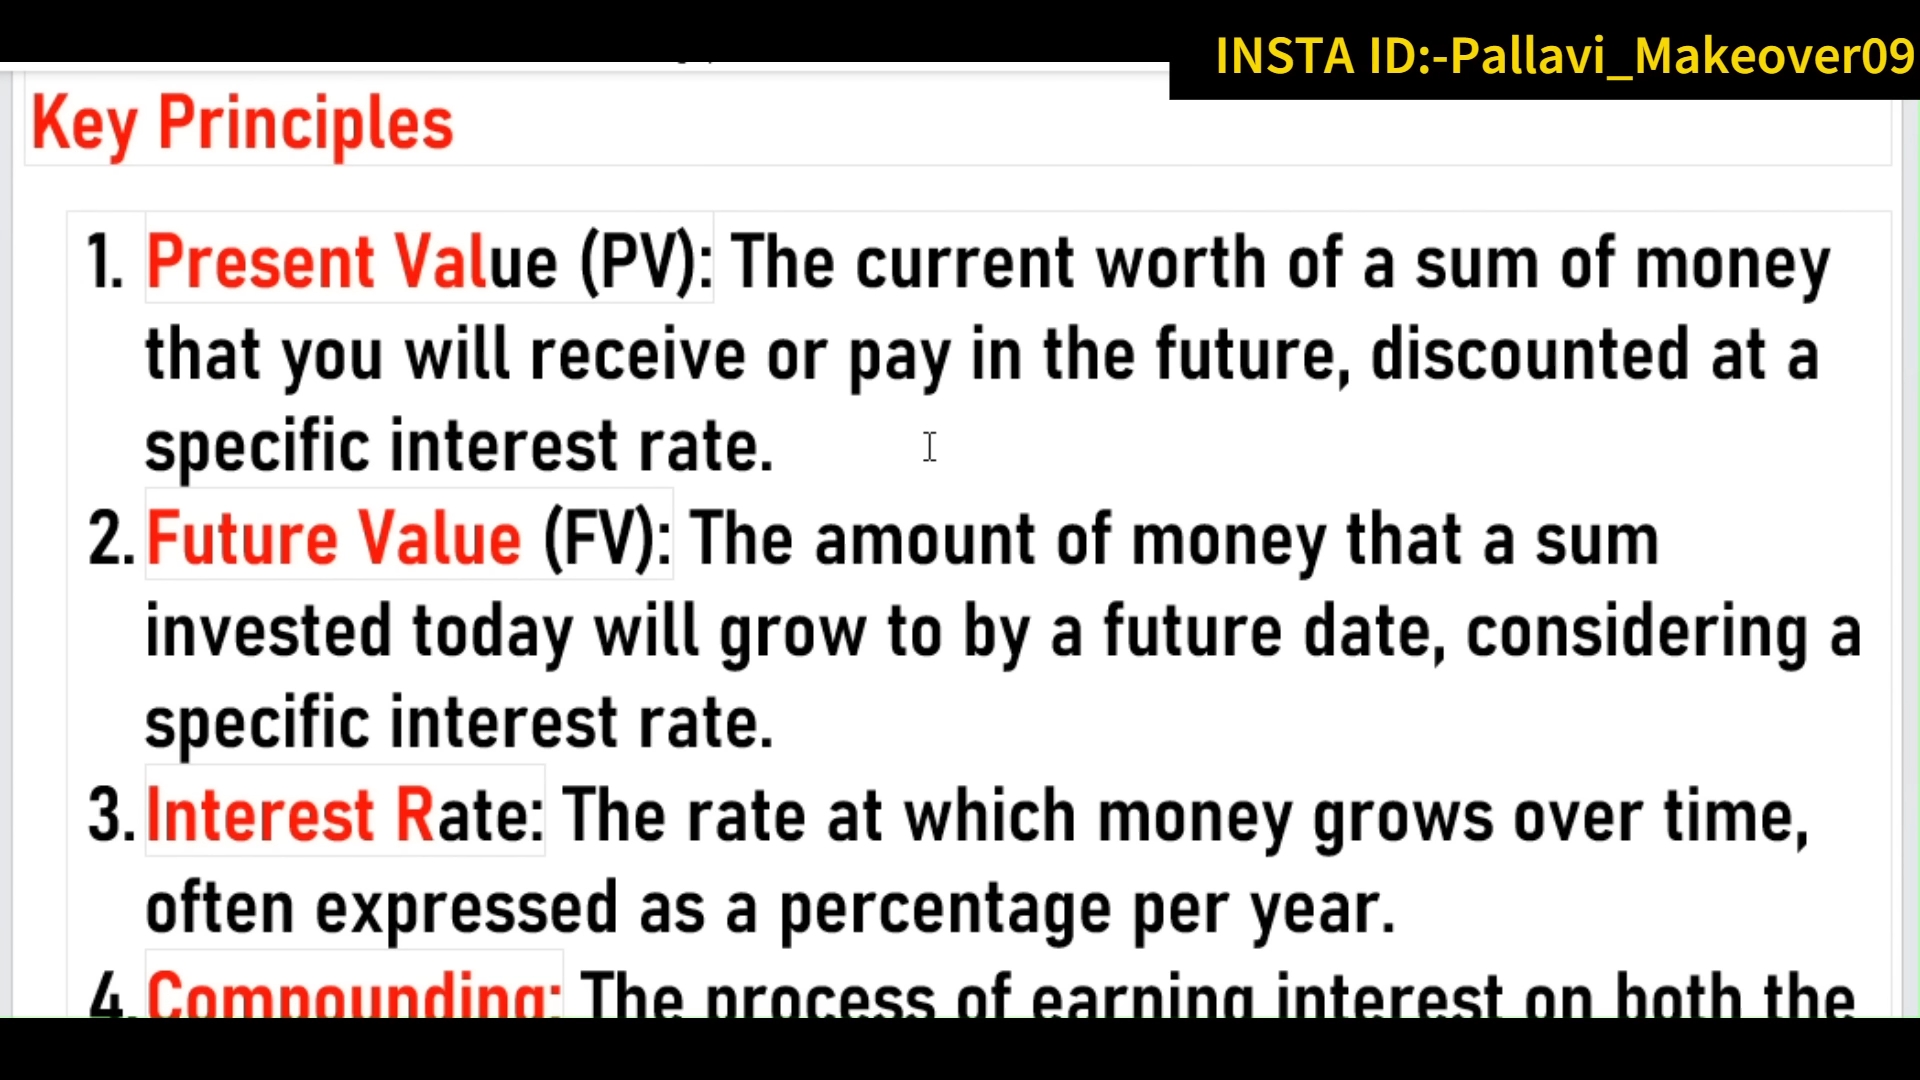 INSTA ID:-Pallavi_Makeover09
Key Principles
1. Present Value (PV): The current worth of a sum of money
that you will receive or pay in the future, discounted at a
specific interest rate.
2. Future Value (FV): The amount of money that a sum
invested today will grow to by a future date, considering a
specific interest rate.
3. Interest Rate: The rate at which money grows over time,
often expressed as a percentage per year.
4. Compounding: The process of earning interest on both the